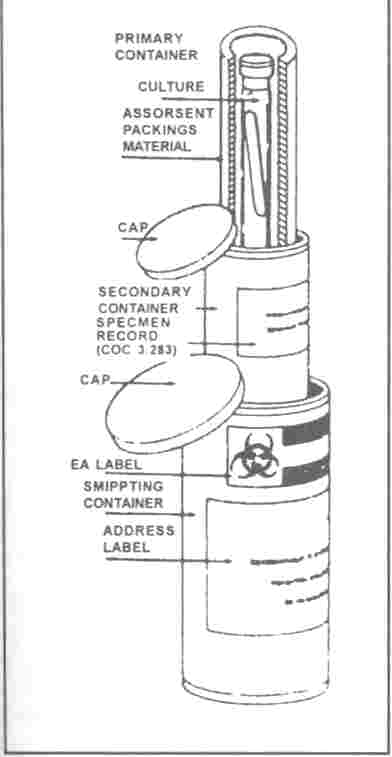 PRIMARY
CONTAINER
CULTURE
ASSORSENT
PACKINGS
MATERIAL
CAP
SECONDARY
CONTAINER
SPECMEN
RECORD
(COC 3.283)
CAP
EA LABEL
SMIPPTING
CONTAINER
ADDRESS
LABEL